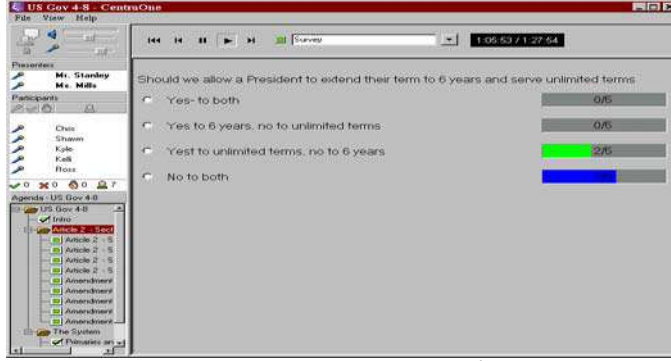 US Gov 4-8 - CentraOne
File View Help
Survey
1:05:53 / 1:27:54
Presenters
Mr. Stanley
Ms. Mills
Participants
Chris
Shawn
Kyle
Kelli
Ross
0 0 0 7
Agenda - US Gov 4-8
US Gov 4-8
Intro
Article 2 - Sect
Article 2 - S
Article 2 - S
Article 2 - S
Article 2 - S
Amendment
Amendment
Amendment
Amendment
Amendment
The System
Primaries an
Should we allow a President to extend their term to 6 years and serve unlimited terms
Yes- to both
0/5
Yes to 6 years, no to unlimited terms
0/5
Yest to unlimited terms, no to 6 years
2/5
No to both